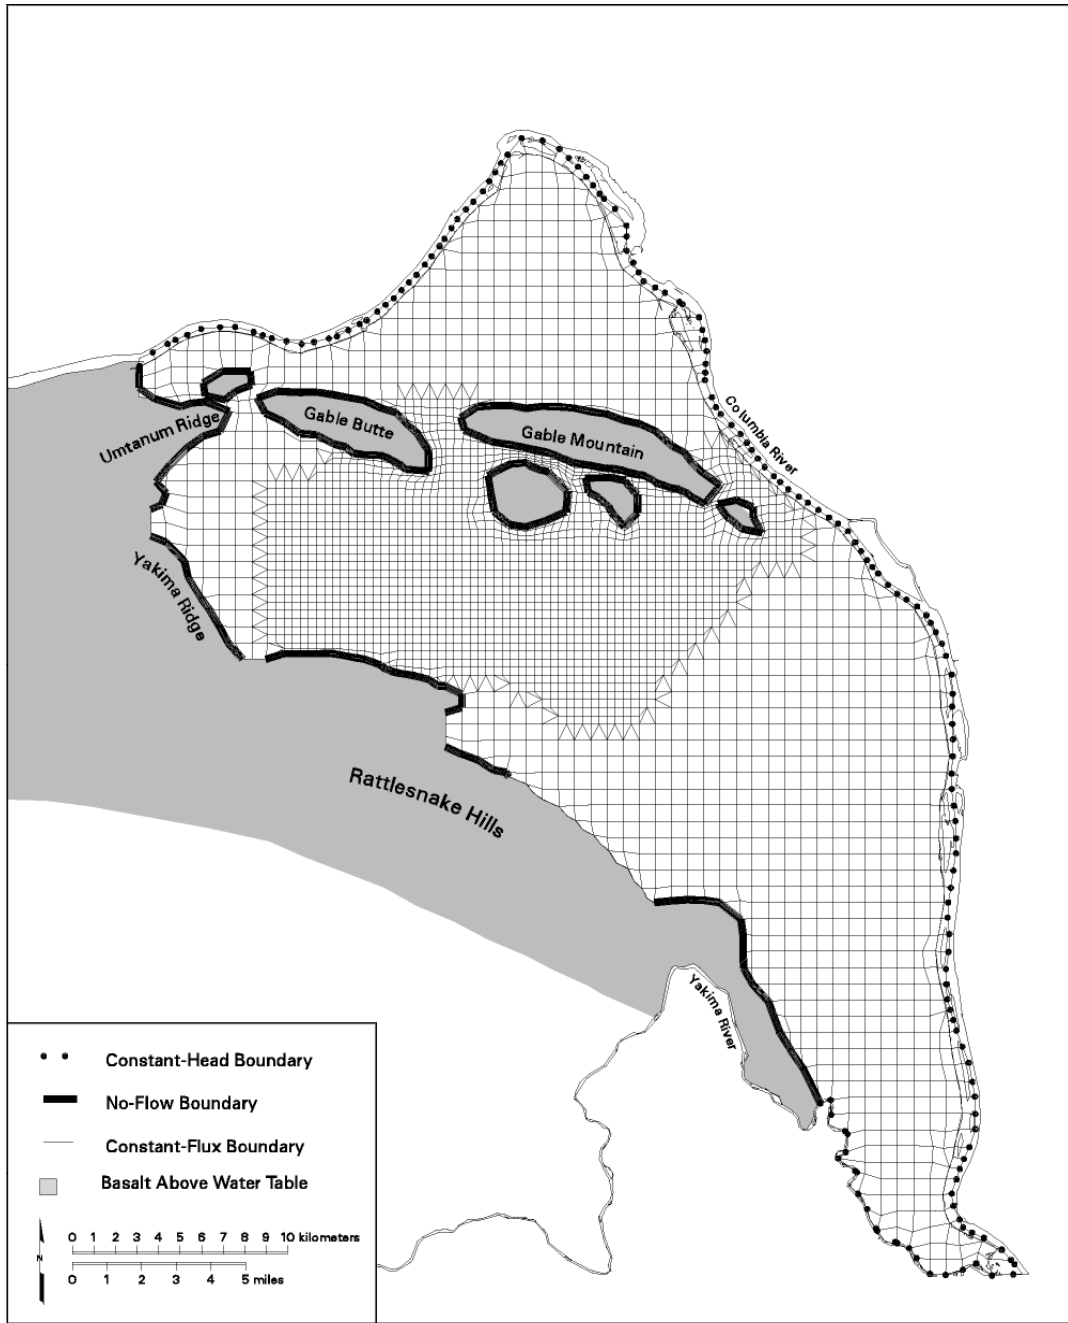 Columbia River
Umtanum Ridge
Gable Butte
Gable Mountain
Yakima Ridge
Rattlesnake Hills
Yakima River
Constant-Head Boundary
No-Flow Boundary
Constant-Flux Boundary
Basalt Above Water Table
N
0 1 2 3 4 5 6 7 8 9 10 kilometers
0 1 2 3 4 5 miles